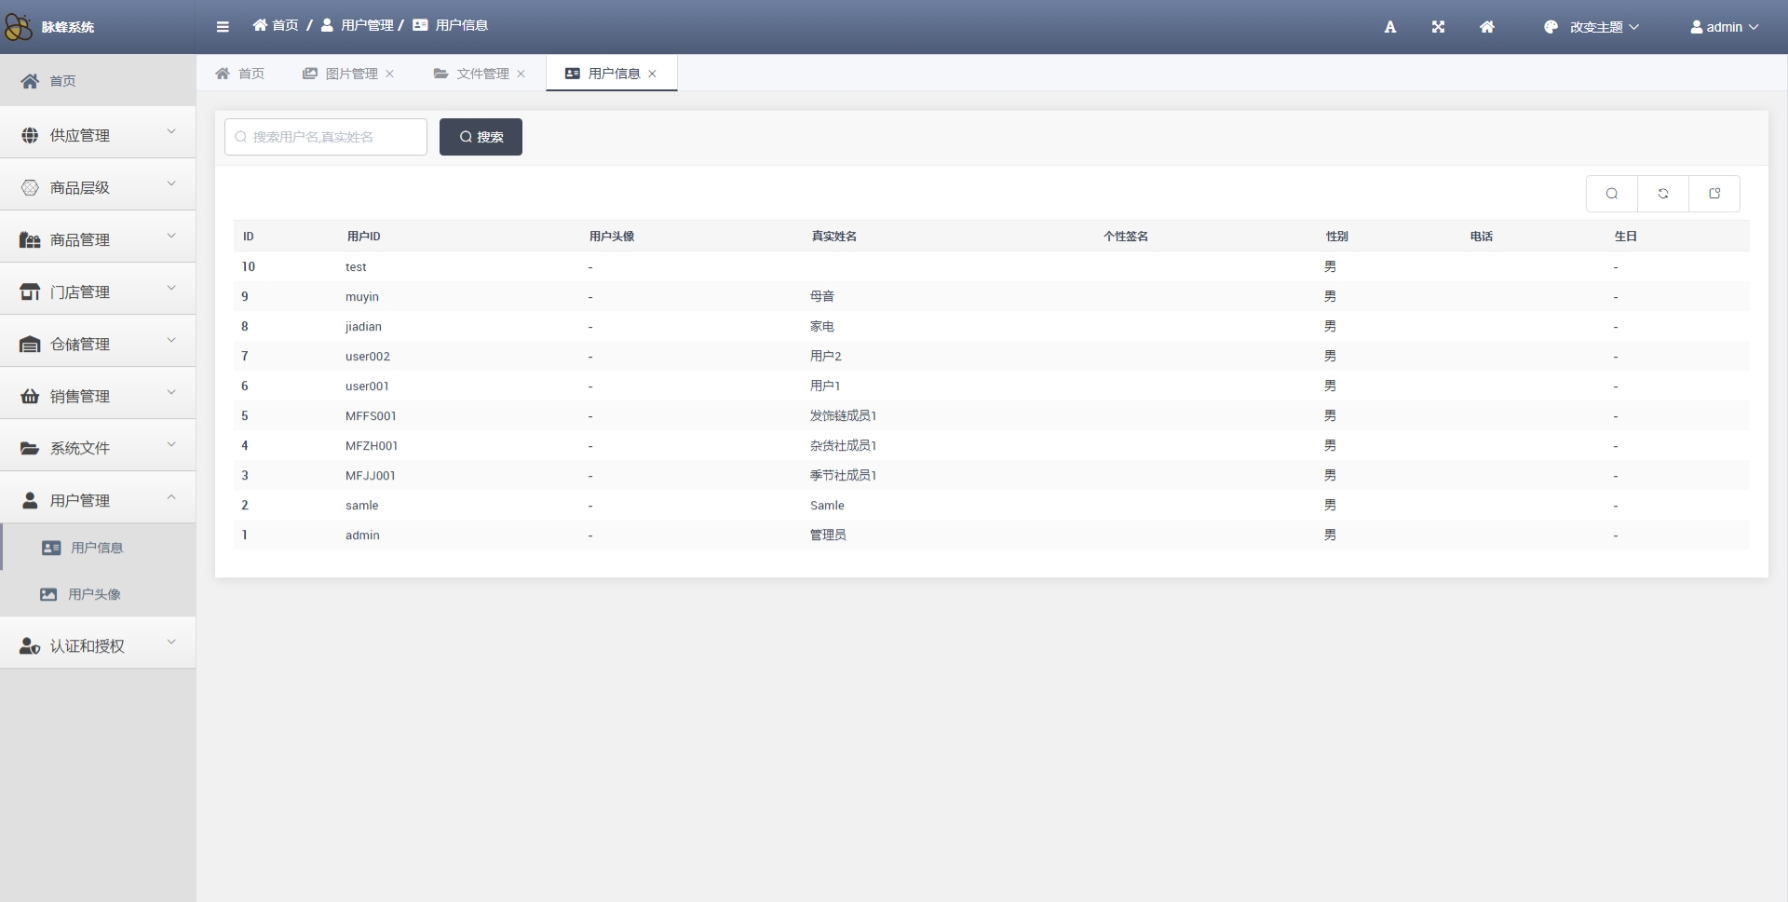 脉蜂系统
首页 / 用户管理 / 用户信息
改变主题
admin
首页
供应管理
商品层级
商品管理
门店管理
仓储管理
销售管理
系统文件
用户管理
用户信息
用户头像
认证和授权
首页 图片管理 文件管理 用户信息
搜索用户名,真实姓名
搜索
ID 用户ID 用户头像 真实姓名 个性签名 性别 电话 生日
10 test - 男 -
9 muyin - 母音 男 -
8 jiadian - 家电 男 -
7 user002 - 用户2 男 -
6 user001 - 用户1 男 -
5 MFFS001 - 发饰链成员1 男 -
4 MFZH001 - 杂货社成员1 男 -
3 MFJJ001 - 季节社成员1 男 -
2 samle - Samle 男 -
1 admin - 管理员 男 -